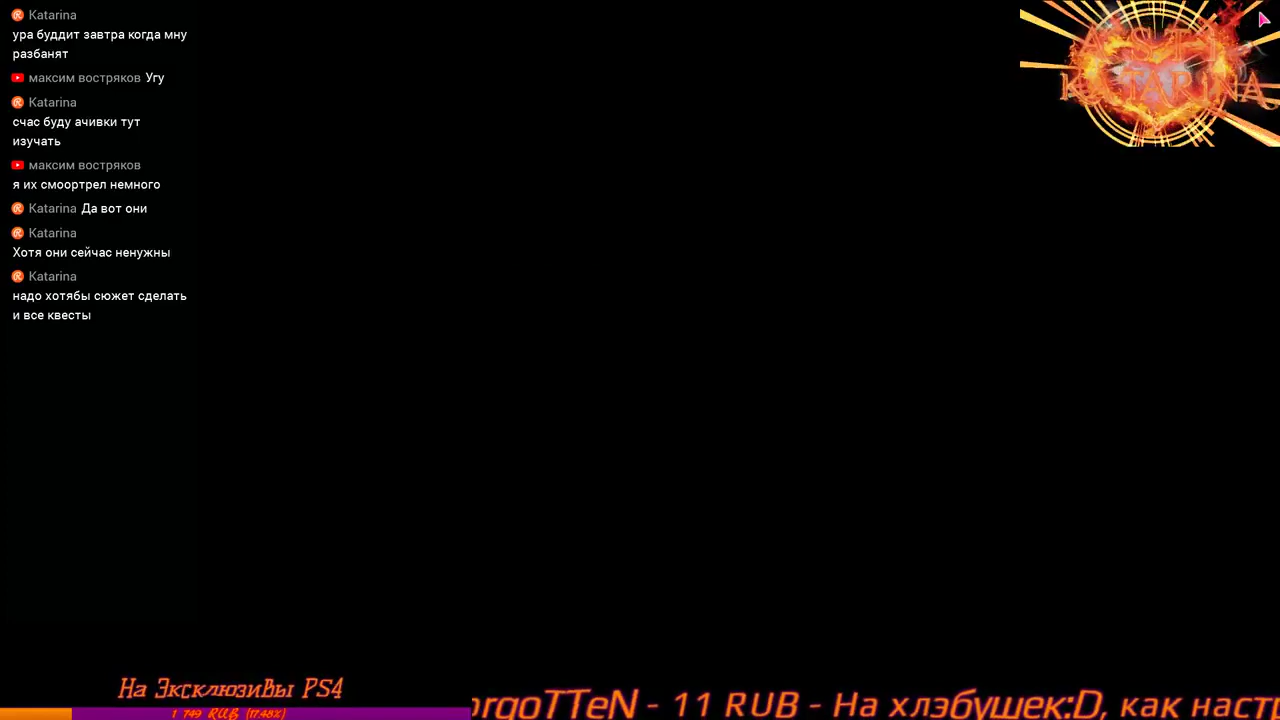 Katarina
ура буддит завтра когда мну
разбанят
максим востряков Угу
Katarina
счас буду ачивки тут
изучать
максим востряков
я их смоортрел немного
Katarina Да вот они
Katarina
Хотя они сейчас ненужны
Katarina
надо хотябы сюжет сделать
и все квесты
ASTI
KATARINA
На Эксклюзивы PS4
1 749 RUB (17.48%)
orgoTTeN - 11 RUB - На хлэбушек:D, как наст